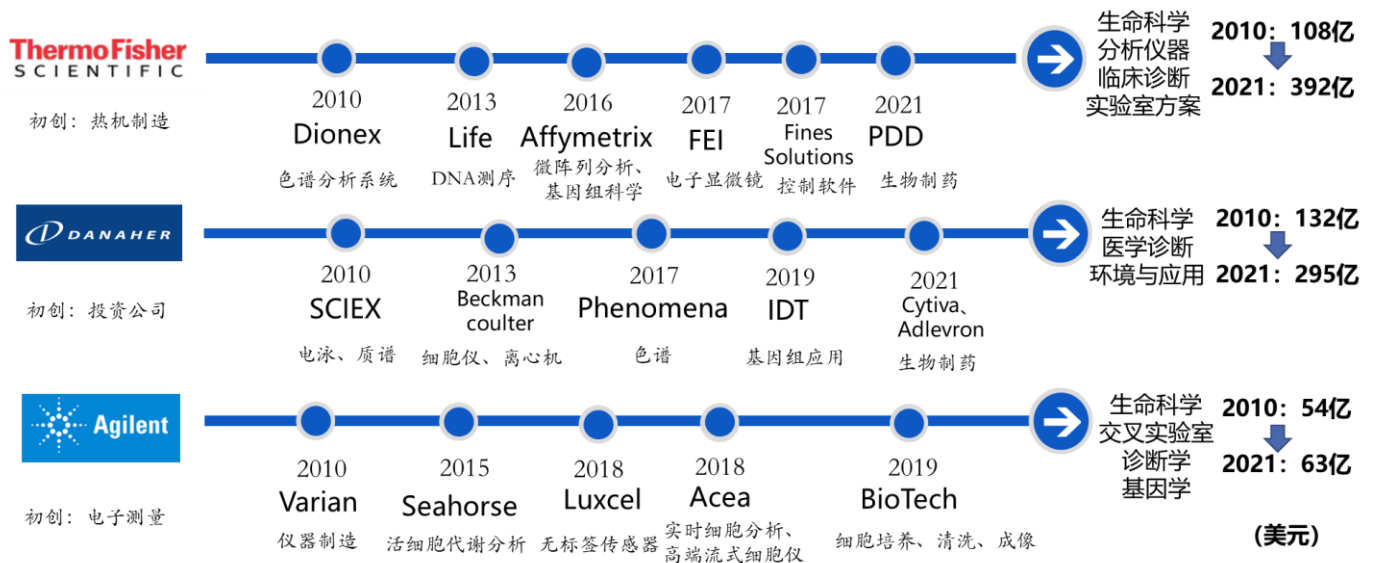 ThermoFisher
SCIENTIFIC
初创：热机制造
2010
Dionex
色谱分析系统
2013
Life
DNA测序
2016
Affymetrix
微阵列分析、
基因组科学
2017
FEI
电子显微镜
2017
Fines
Solutions
控制软件
2021
PDD
生物制药
生命科学
分析仪器
临床诊断
实验室方案
2010：108亿
2021：392亿
DANAHER
初创：投资公司
2010
SCIEX
电泳、质谱
2013
Beckman
coulter
细胞仪、离心机
2017
Phenomena
色谱
2019
IDT
基因组应用
2021
Cytiva、
Adlevron
生物制药
生命科学
医学诊断
环境与应用
2010：132亿
2021：295亿
Agilent
初创：电子测量
2010
Varian
仪器制造
2015
Seahorse
活细胞代谢分析
2018
Luxcel
无标签传感器
2018
Acea
实时细胞分析、
高端流式细胞仪
2019
BioTech
细胞培养、清洗、成像
生命科学
交叉实验室
诊断学
基因学
2010：54亿
2021：63亿
(美元)